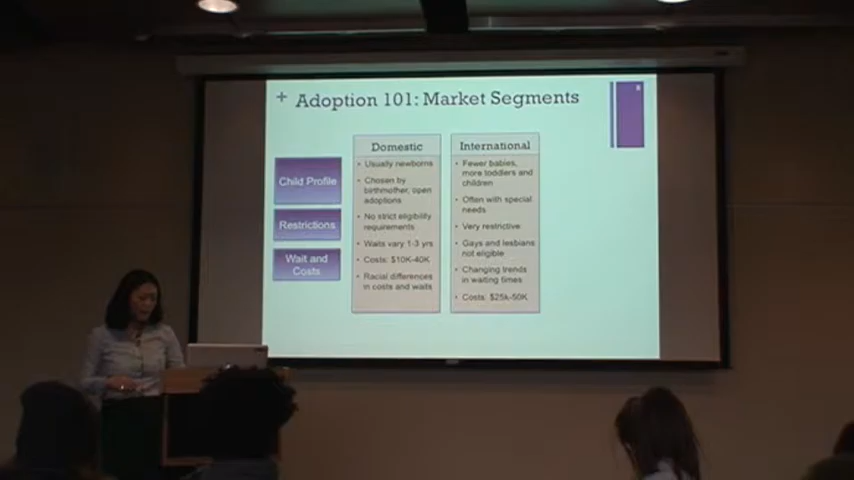 + Adoption 101: Market Segments
8
Child Profile
Restrictions
Wait and
Costs
Domestic
• Usually newborns
• Chosen by
birthmother, open
adoptions
• No strict eligibility
requirements
• Waits vary 1-3 yrs
• Costs: $10K-40K
• Racial differences
in costs and waits
International
• Fewer babies,
more toddlers and
children
• Often with special
needs
• Very restrictive
• Gays and lesbians
not eligible
• Changing trends
in waiting times
• Costs: $25k-50K